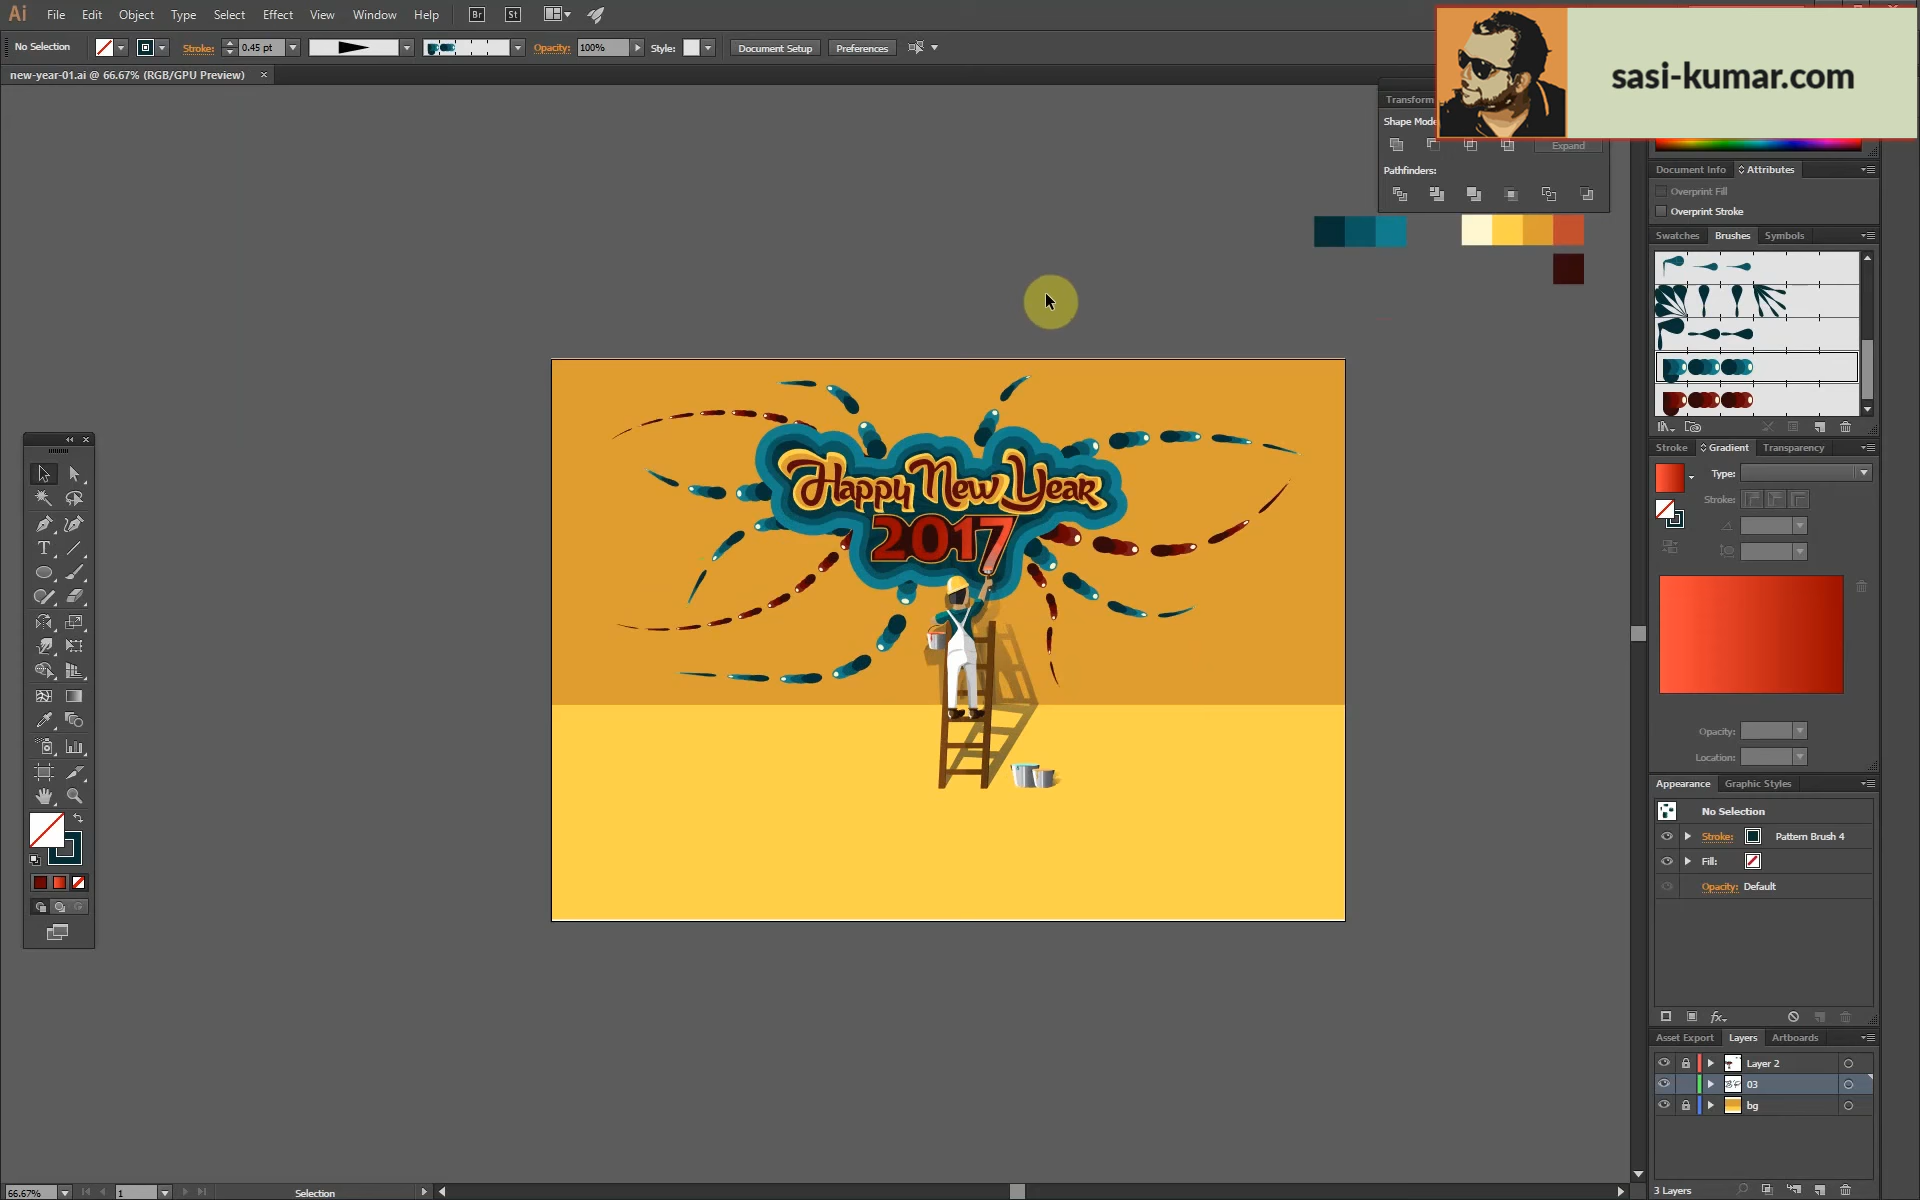 Ai File Edit Object Type Select Effect View Window Help Br St
No Selection Stroke: 0.45 pt Opacity: 100% Style: Document Setup Preferences
new-year-01.ai @ 66.67% (RGB/GPU Preview) ×
sasi-kumar.com
Transform
Shape Mode
Expand
Pathfinders:
Document Info Attributes
Overprint Fill
Overprint Stroke
Swatches Brushes Symbols
Stroke Gradient Transparency
Type:
Stroke:
Opacity:
Location:
Happy New Year
2017
Appearance Graphic Styles
No Selection
Stroke: Pattern Brush 4
Fill:
Opacity: Default
fx
Asset Export Layers Artboards
Layer 2
03
bg
3 Layers
66.67% 1 Selection